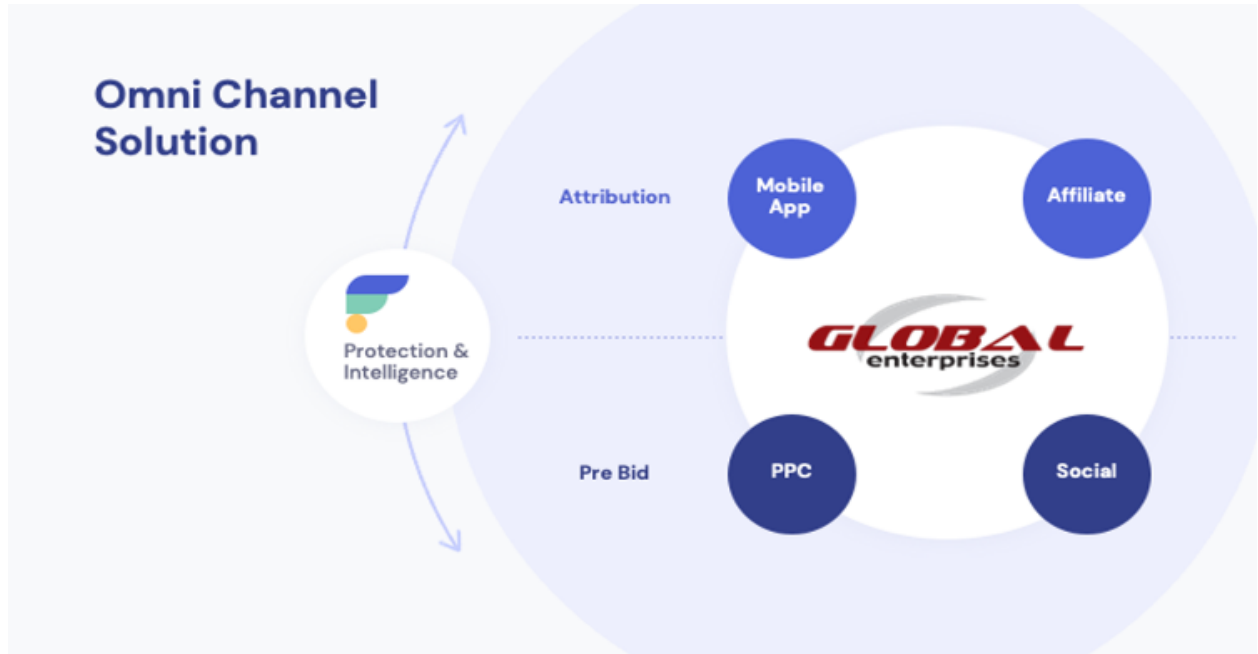 Omni Channel
Solution
Attribution
Mobile
App
Affiliate
Protection &
Intelligence
GLOBAL
enterprises
Pre Bid
PPC
Social